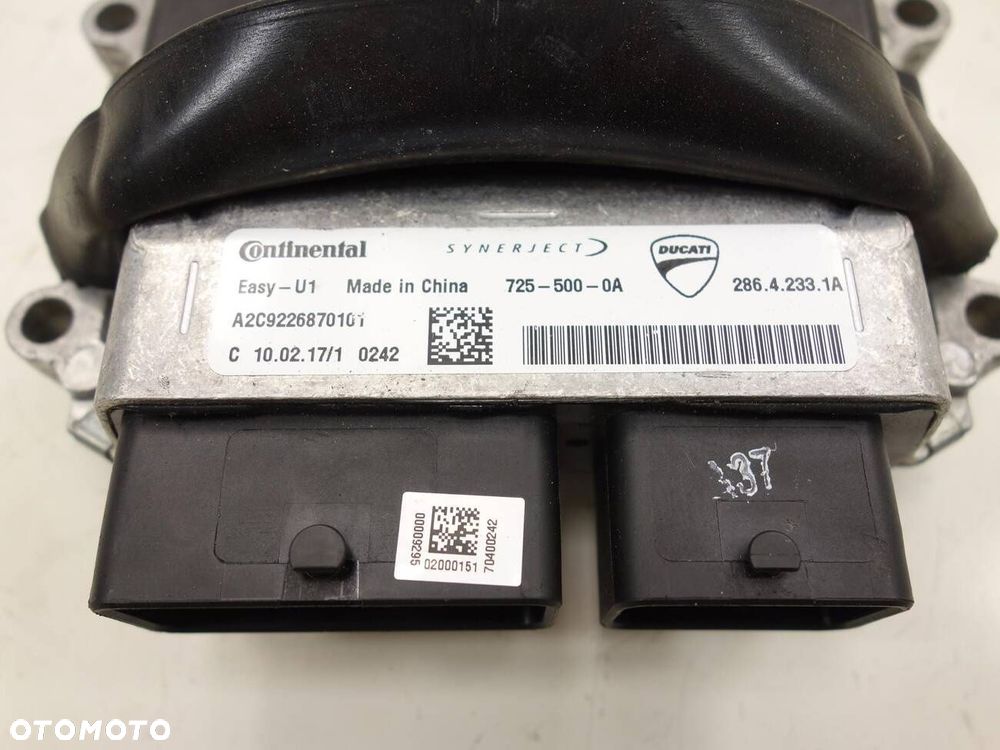 Continental SYNERJECT DUCATI
Easy-U1 Made in China 725-500-0A 286.4.233.1A
A2C9226870101
C 10.02.17/1 0242
00009295
02000151
70400242
OTOMOTO